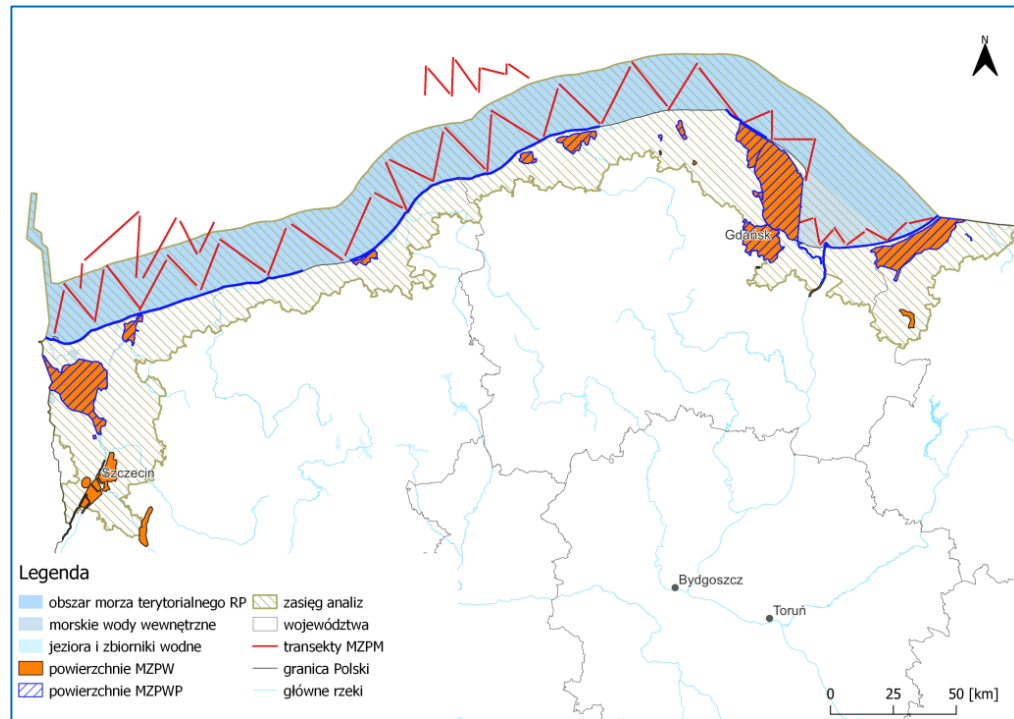 N
Gdańsk
Szczecin
Bydgoszcz
Toruń
Legenda
obszar morza terytorialnego RP
morskie wody wewnętrzne
jeziora i zbiorniki wodne
powierzchnie MZPW
powierzchnie MZPWP
zasięg analiz
województwa
transekty MZPM
granica Polski
główne rzeki
0 25 50 [km]